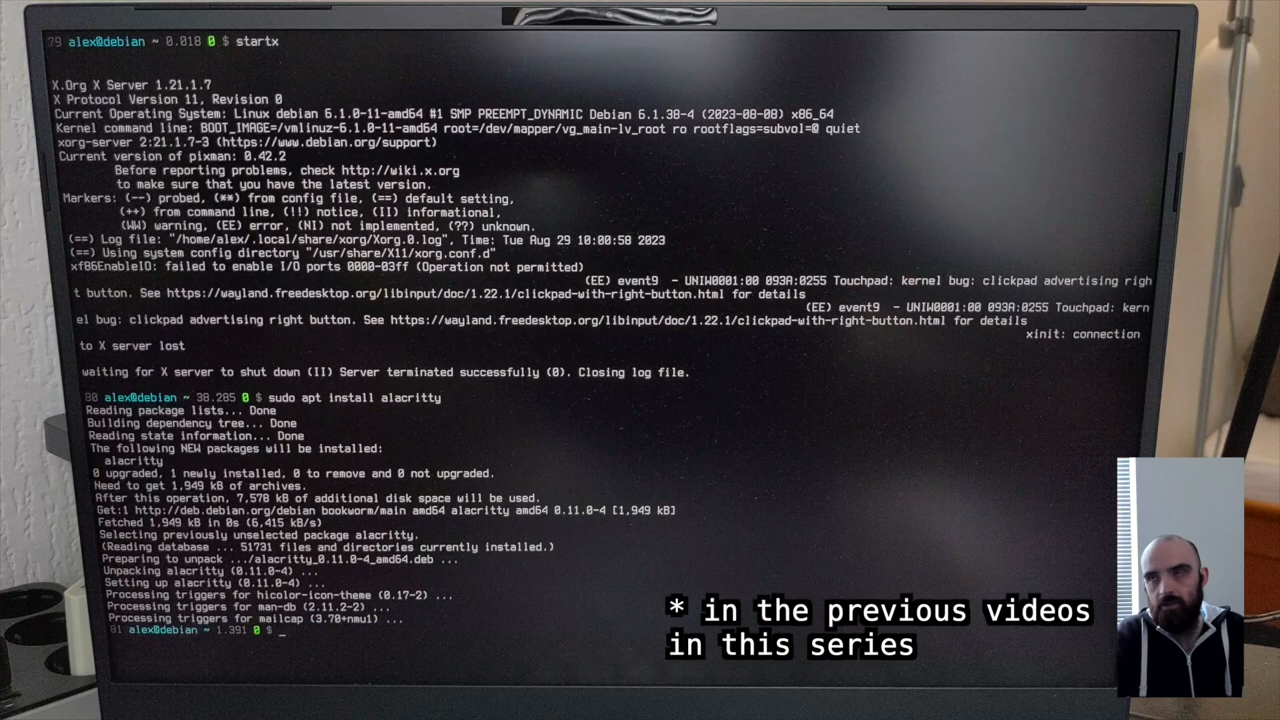 79 alex@debian ~ 0.018 0 $ startx
X.Org X Server 1.21.1.7
X Protocol Version 11, Revision 0
Current Operating System: Linux debian 6.1.0-11-amd64 #1 SMP PREEMPT_DYNAMIC Debian 6.1.38-4 (2023-08-08) x86_64
Kernel command line: BOOT_IMAGE=/vmlinuz-6.1.0-11-amd64 root=/dev/mapper/vg_main-lv_root ro rootflags=subvol=@ quiet
xorg-server 2:21.1.7-3 (https://www.debian.org/support)
Current version of pixman: 0.42.2
Before reporting problems, check http://wiki.x.org
to make sure that you have the latest version.
Markers: (--) probed, (**) from config file, (==) default setting,
(++) from command line, (!!) notice, (II) informational,
(WW) warning, (EE) error, (NI) not implemented, (??) unknown.
(==) Log file: "/home/alex/.local/share/xorg/Xorg.0.log", Time: Tue Aug 29 10:00:58 2023
(==) Using system config directory "/usr/share/X11/xorg.conf.d"
xf86EnableIO: failed to enable I/O ports 0000-03ff (Operation not permitted)
(EE) event9 - UNIW0001:00 093A:0255 Touchpad: kernel bug: clickpad advertising righ
t button. See https://wayland.freedesktop.org/libinput/doc/1.22.1/clickpad-with-right-button.html for details
(EE) event9 - UNIW0001:00 093A:0255 Touchpad: kern
el bug: clickpad advertising right button. See https://wayland.freedesktop.org/libinput/doc/1.22.1/clickpad-with-right-button.html for details
xinit: connection
to X server lost
waiting for X server to shut down (II) Server terminated successfully (0). Closing log file.
80 alex@debian ~ 38.285 0 $ sudo apt install alacritty
Reading package lists... Done
Building dependency tree... Done
Reading state information... Done
The following NEW packages will be installed:
alacritty
0 upgraded, 1 newly installed, 0 to remove and 0 not upgraded.
Need to get 1,949 kB of archives.
After this operation, 7,578 kB of additional disk space will be used.
Get:1 http://deb.debian.org/debian bookworm/main amd64 alacritty amd64 0.11.0-4 [1,949 kB]
Fetched 1,949 kB in 0s (6,415 kB/s)
Selecting previously unselected package alacritty.
(Reading database ... 51731 files and directories currently installed.)
Preparing to unpack .../alacritty_0.11.0-4_amd64.deb ...
Unpacking alacritty (0.11.0-4) ...
Setting up alacritty (0.11.0-4) ...
Processing triggers for hicolor-icon-theme (0.17-2) ...
Processing triggers for man-db (2.11.2-2) ...
Processing triggers for mailcap (3.70+nmu1) ...
81 alex@debian ~ 1.391 0 $ _
* in the previous videos
in this series